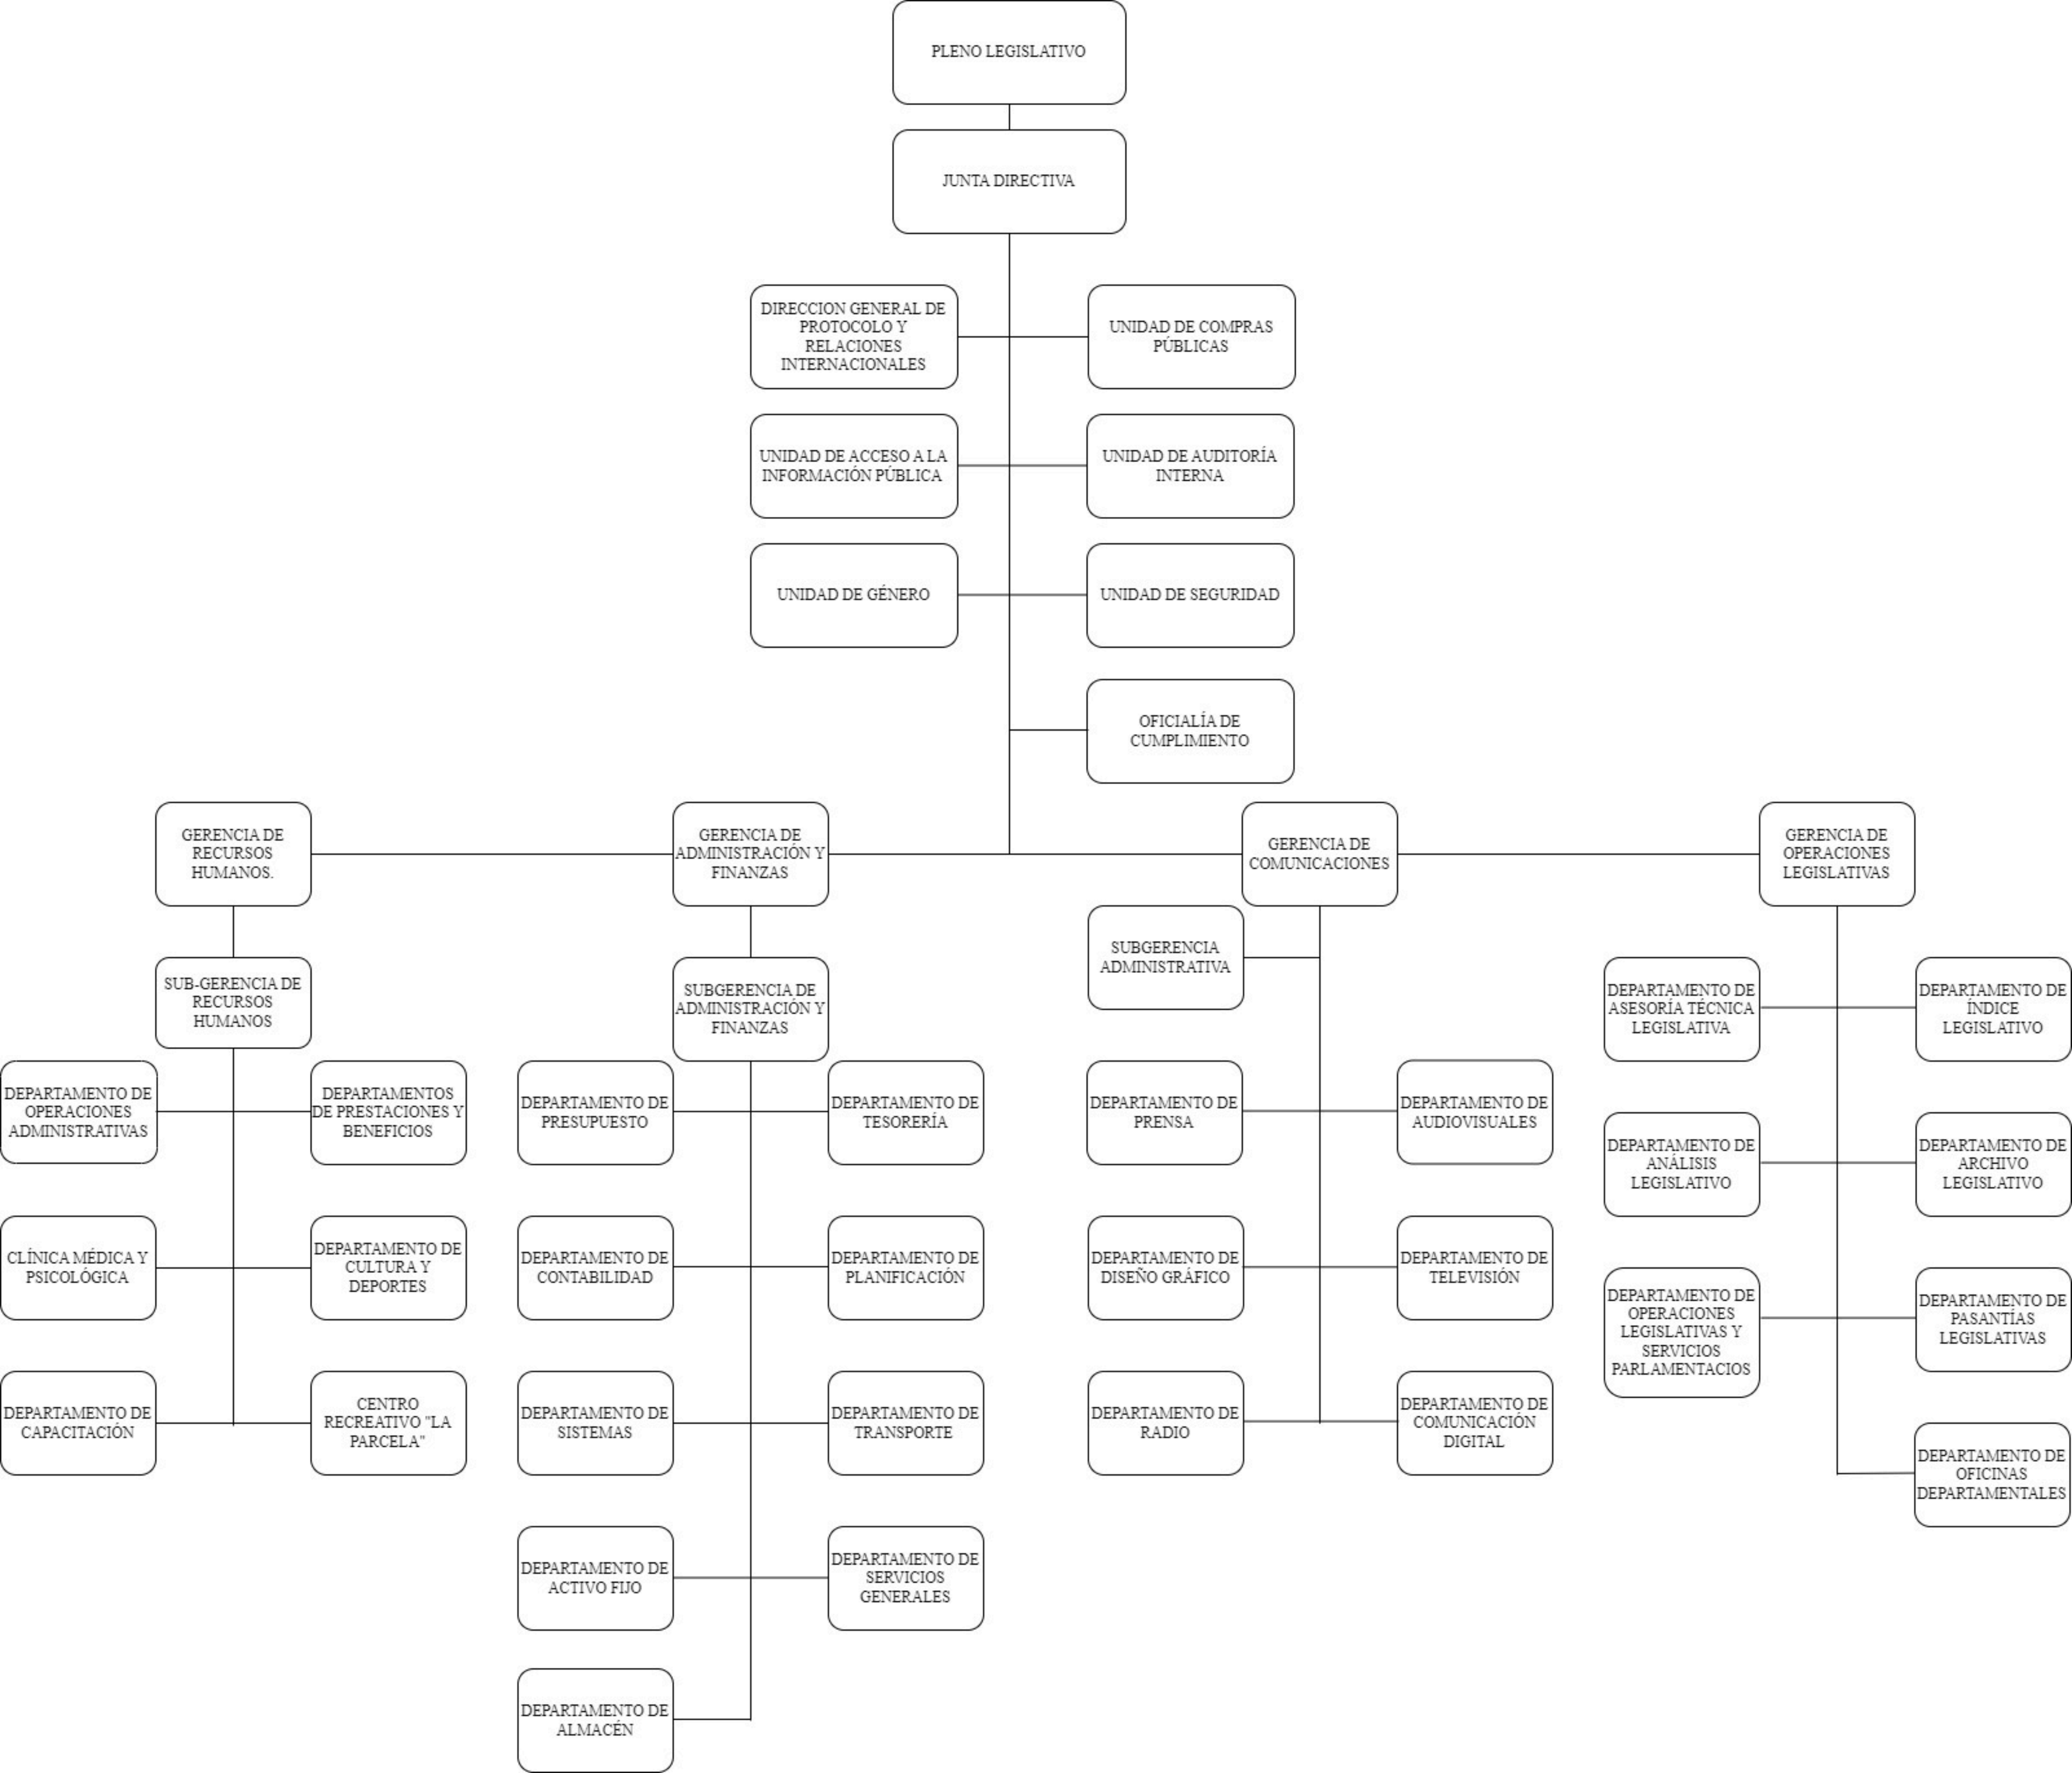 PLENO LEGISLATIVO
JUNTA DIRECTIVA
DIRECCION GENERAL DE
PROTOCOLO Y
RELACIONES
INTERNACIONALES
UNIDAD DE COMPRAS
PÚBLICAS
UNIDAD DE ACCESO A LA
INFORMACIÓN PÚBLICA
UNIDAD DE AUDITORÍA
INTERNA
UNIDAD DE GÉNERO
UNIDAD DE SEGURIDAD
OFICIALÍA DE
CUMPLIMIENTO
GERENCIA DE
RECURSOS
HUMANOS.
GERENCIA DE
ADMINISTRACIÓN Y
FINANZAS
GERENCIA DE
COMUNICACIONES
GERENCIA DE
OPERACIONES
LEGISLATIVAS
SUB-GERENCIA DE
RECURSOS
HUMANOS
DEPARTAMENTO DE
OPERACIONES
ADMINISTRATIVAS
DEPARTAMENTOS
DE PRESTACIONES Y
BENEFICIOS
CLÍNICA MÉDICA Y
PSICOLÓGICA
DEPARTAMENTO DE
CULTURA Y
DEPORTES
DEPARTAMENTO DE
CAPACITACIÓN
CENTRO
RECREATIVO "LA
PARCELA"
SUBGERENCIA DE
ADMINISTRACIÓN Y
FINANZAS
DEPARTAMENTO DE
PRESUPUESTO
DEPARTAMENTO DE
TESORERÍA
DEPARTAMENTO DE
CONTABILIDAD
DEPARTAMENTO DE
PLANIFICACIÓN
DEPARTAMENTO DE
SISTEMAS
DEPARTAMENTO DE
TRANSPORTE
DEPARTAMENTO DE
ACTIVO FIJO
DEPARTAMENTO DE
SERVICIOS
GENERALES
DEPARTAMENTO DE
ALMACÉN
SUBGERENCIA
ADMINISTRATIVA
DEPARTAMENTO DE
PRENSA
DEPARTAMENTO DE
AUDIOVISUALES
DEPARTAMENTO DE
DISEÑO GRÁFICO
DEPARTAMENTO DE
TELEVISIÓN
DEPARTAMENTO DE
RADIO
DEPARTAMENTO DE
COMUNICACIÓN
DIGITAL
DEPARTAMENTO DE
ASESORÍA TÉCNICA
LEGISLATIVA
DEPARTAMENTO DE
ÍNDICE
LEGISLATIVO
DEPARTAMENTO DE
ANÁLISIS
LEGISLATIVO
DEPARTAMENTO DE
ARCHIVO
LEGISLATIVO
DEPARTAMENTO DE
OPERACIONES
LEGISLATIVAS Y
SERVICIOS
PARLAMENTACIOS
DEPARTAMENTO DE
PASANTÍAS
LEGISLATIVAS
DEPARTAMENTO DE
OFICINAS
DEPARTAMENTALES